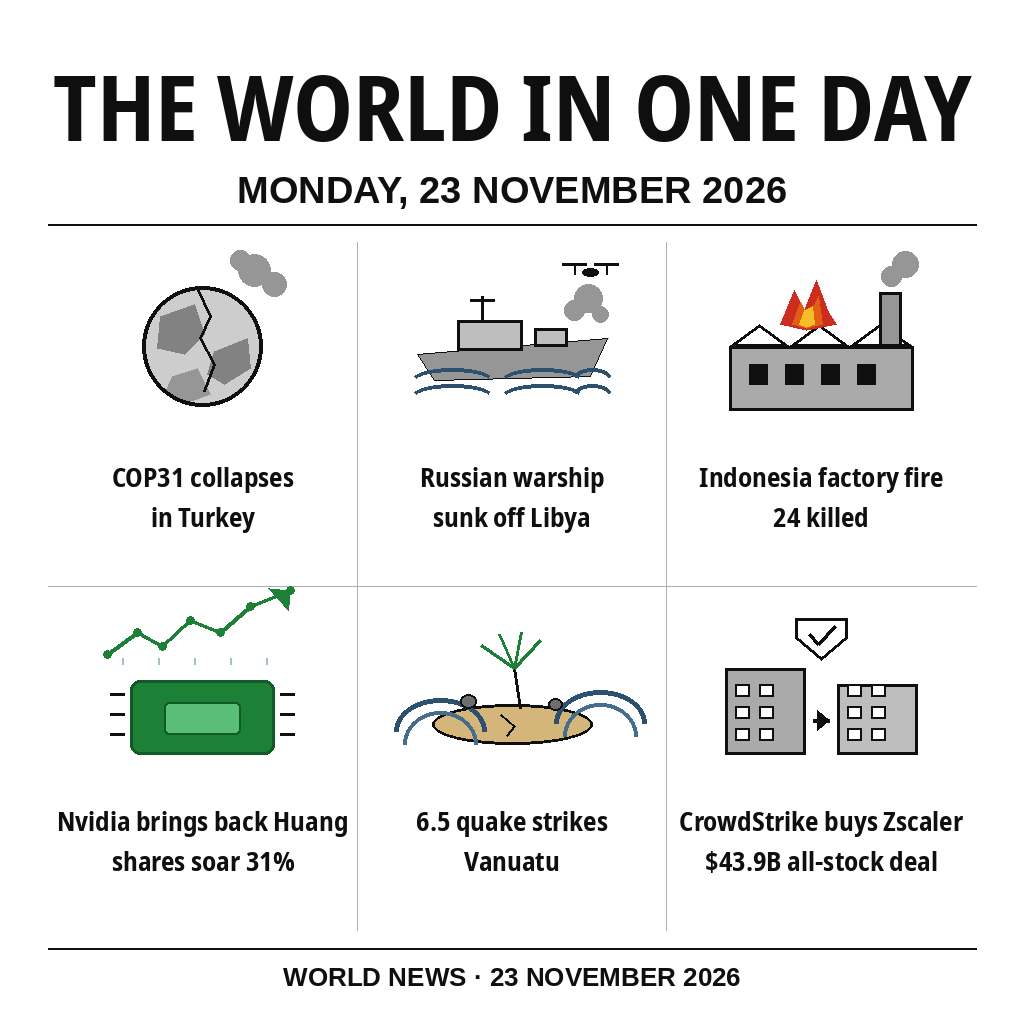 THE WORLD IN ONE DAY
MONDAY, 23 NOVEMBER 2026
COP31 collapses
in Turkey
Russian warship
sunk off Libya
Indonesia factory fire
24 killed
Nvidia brings back Huang
shares soar 31%
6.5 quake strikes
Vanuatu
CrowdStrike buys Zscaler
$43.9B all-stock deal
WORLD NEWS · 23 NOVEMBER 2026